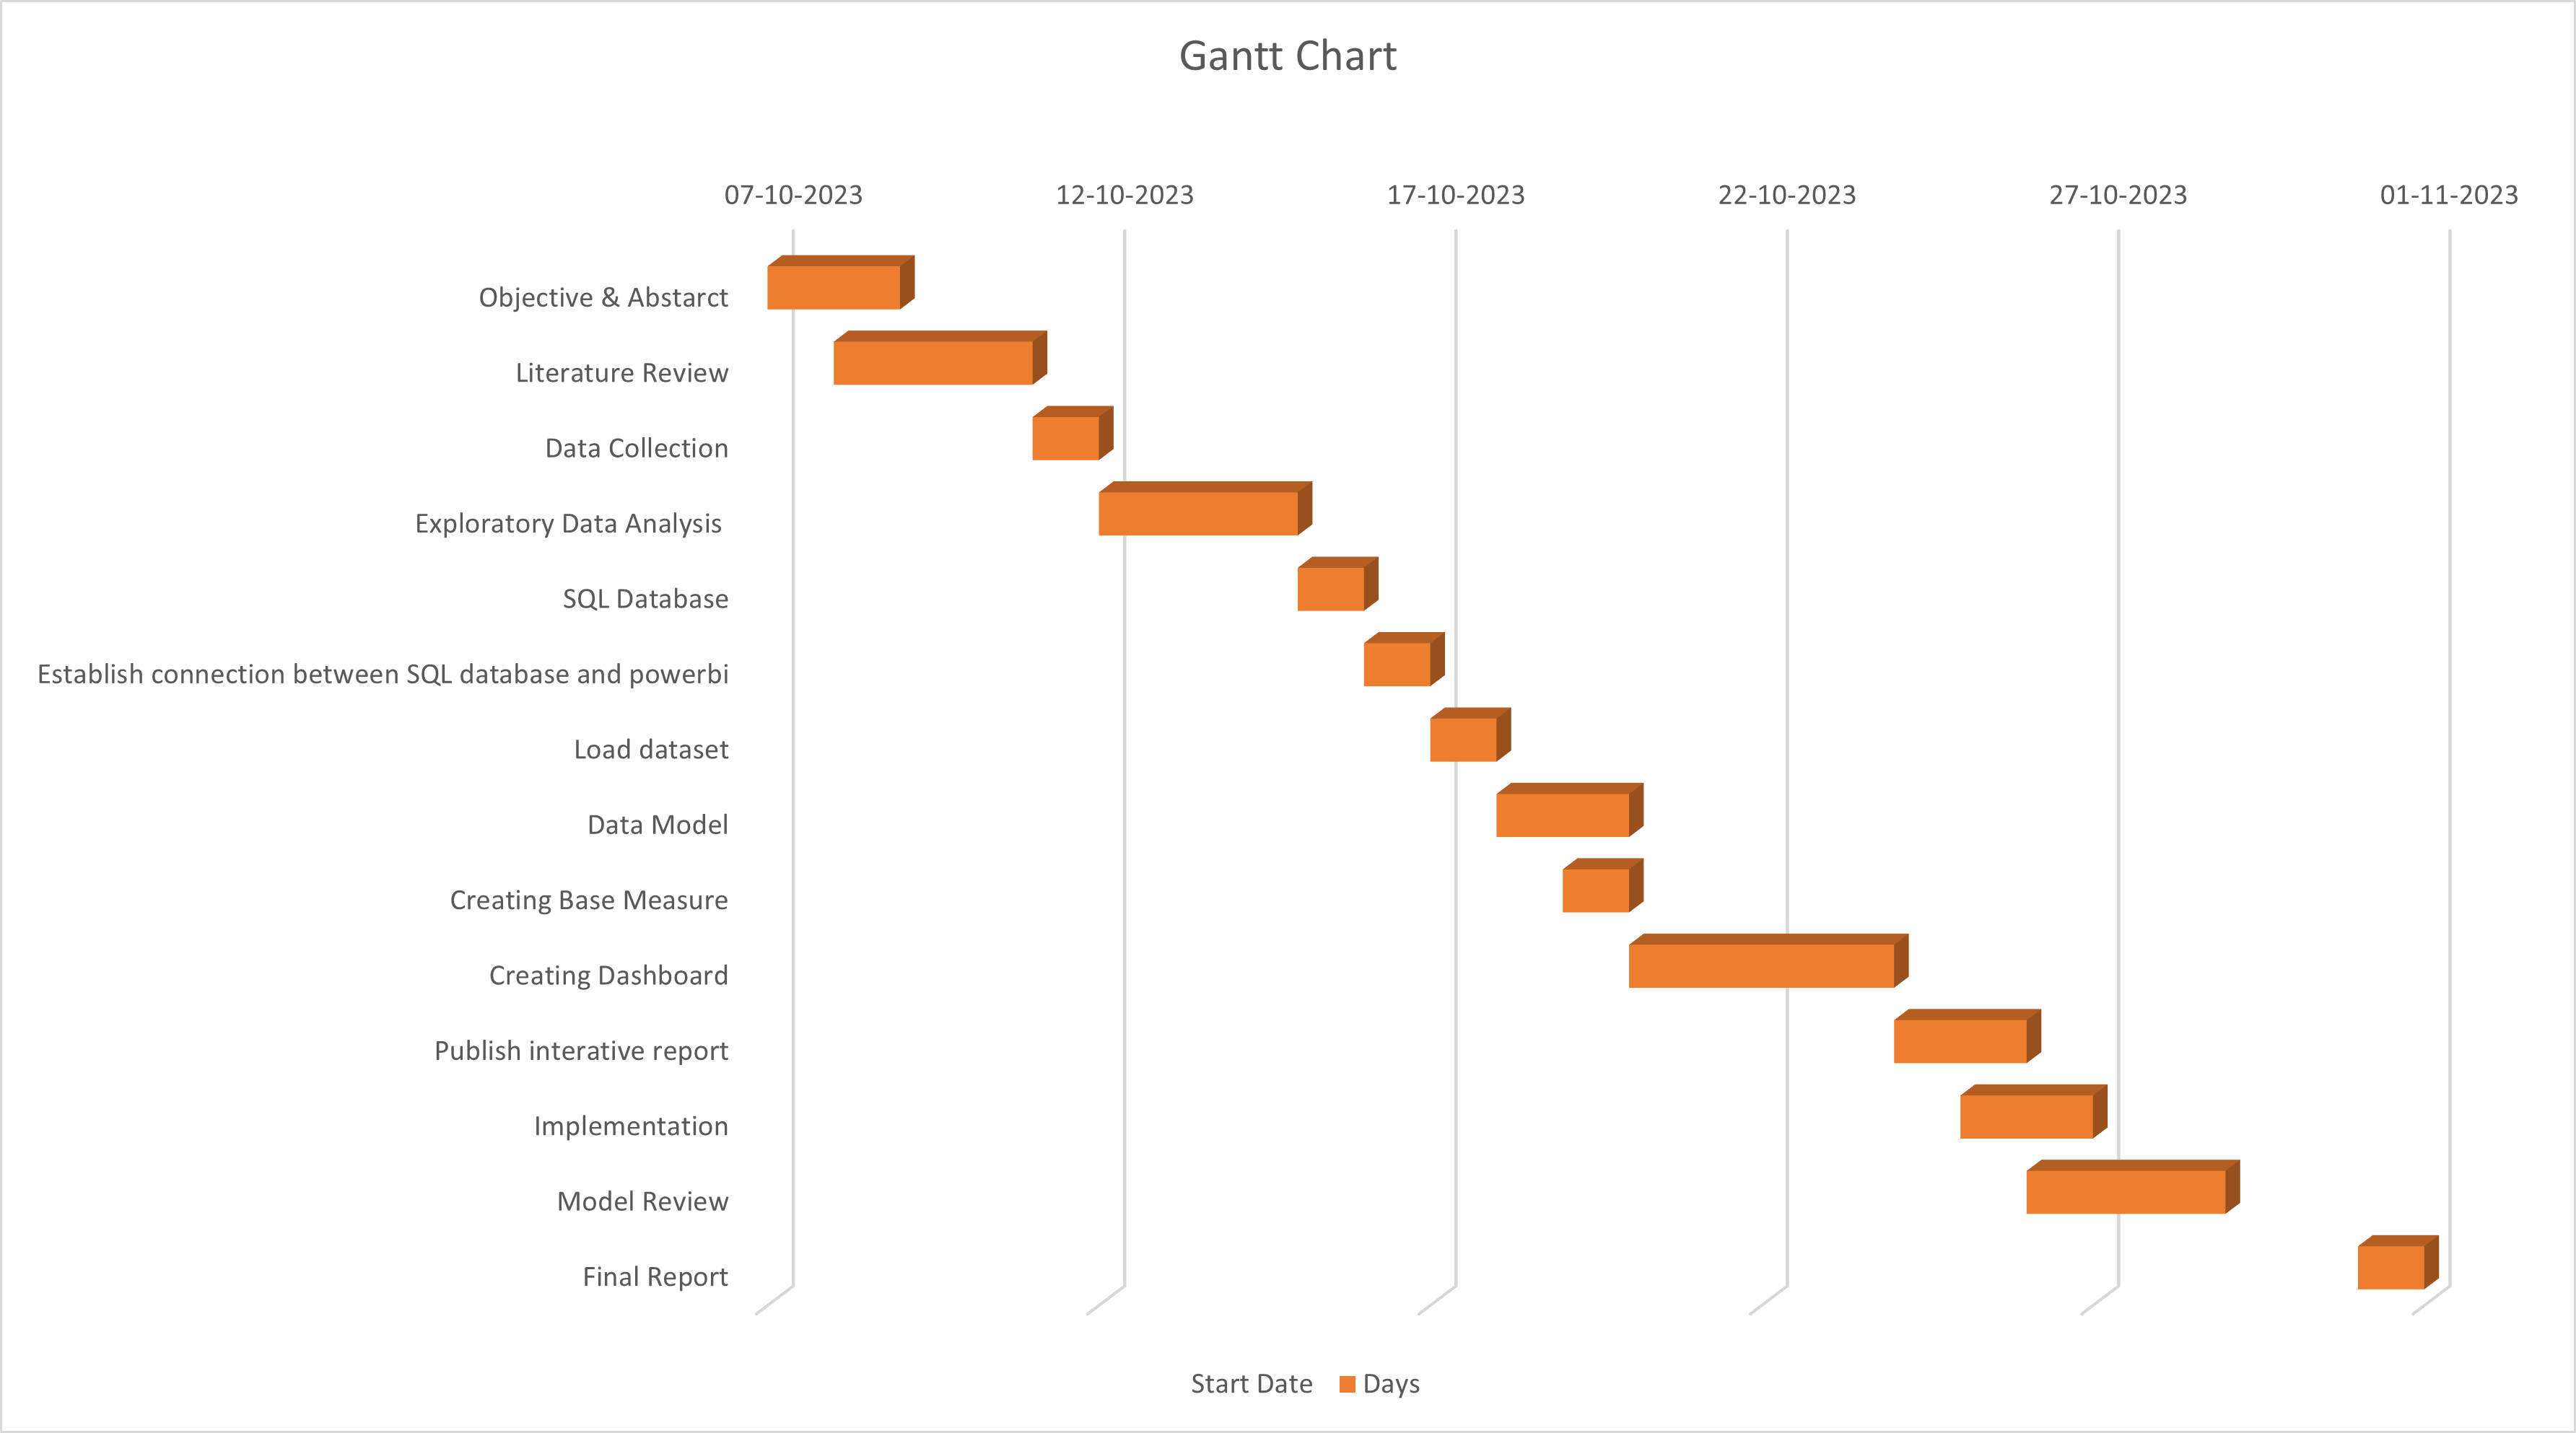 Gantt Chart
07-10-2023 12-10-2023 17-10-2023 22-10-2023 27-10-2023 01-11-2023
Objective & Abstarct
Literature Review
Data Collection
Exploratory Data Analysis
SQL Database
Establish connection between SQL database and powerbi
Load dataset
Data Model
Creating Base Measure
Creating Dashboard
Publish interative report
Implementation
Model Review
Final Report
Start Date Days